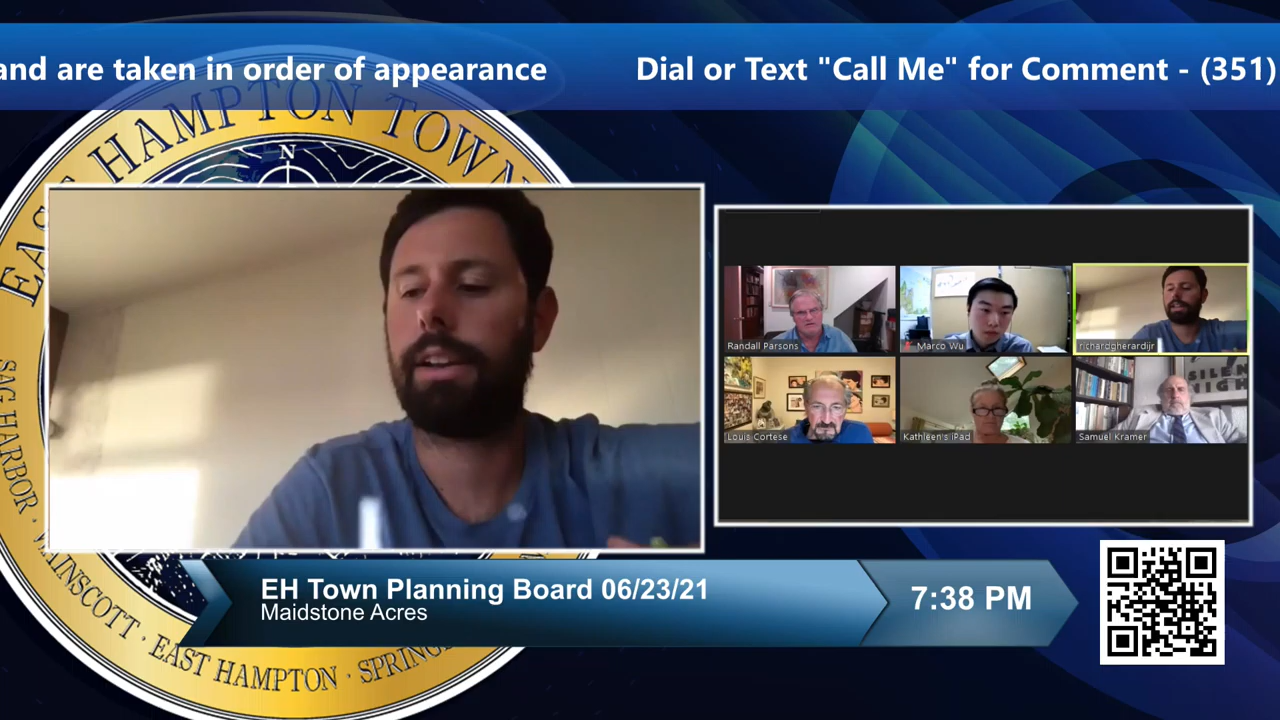 and are taken in order of appearance Dial or Text "Call Me" for Comment - (351)
EAST HAMPTON TOWN
N
Randall Parsons
Marco Wu
richardgherardijr
Louis Cortese
Kathleen's iPad
Samuel Kramer
SILEN
NIGH
SAG HARBOR · WAINSCOTT · EAST HAMPTON · SPRING
EH Town Planning Board 06/23/21
Maidstone Acres
7:38 PM